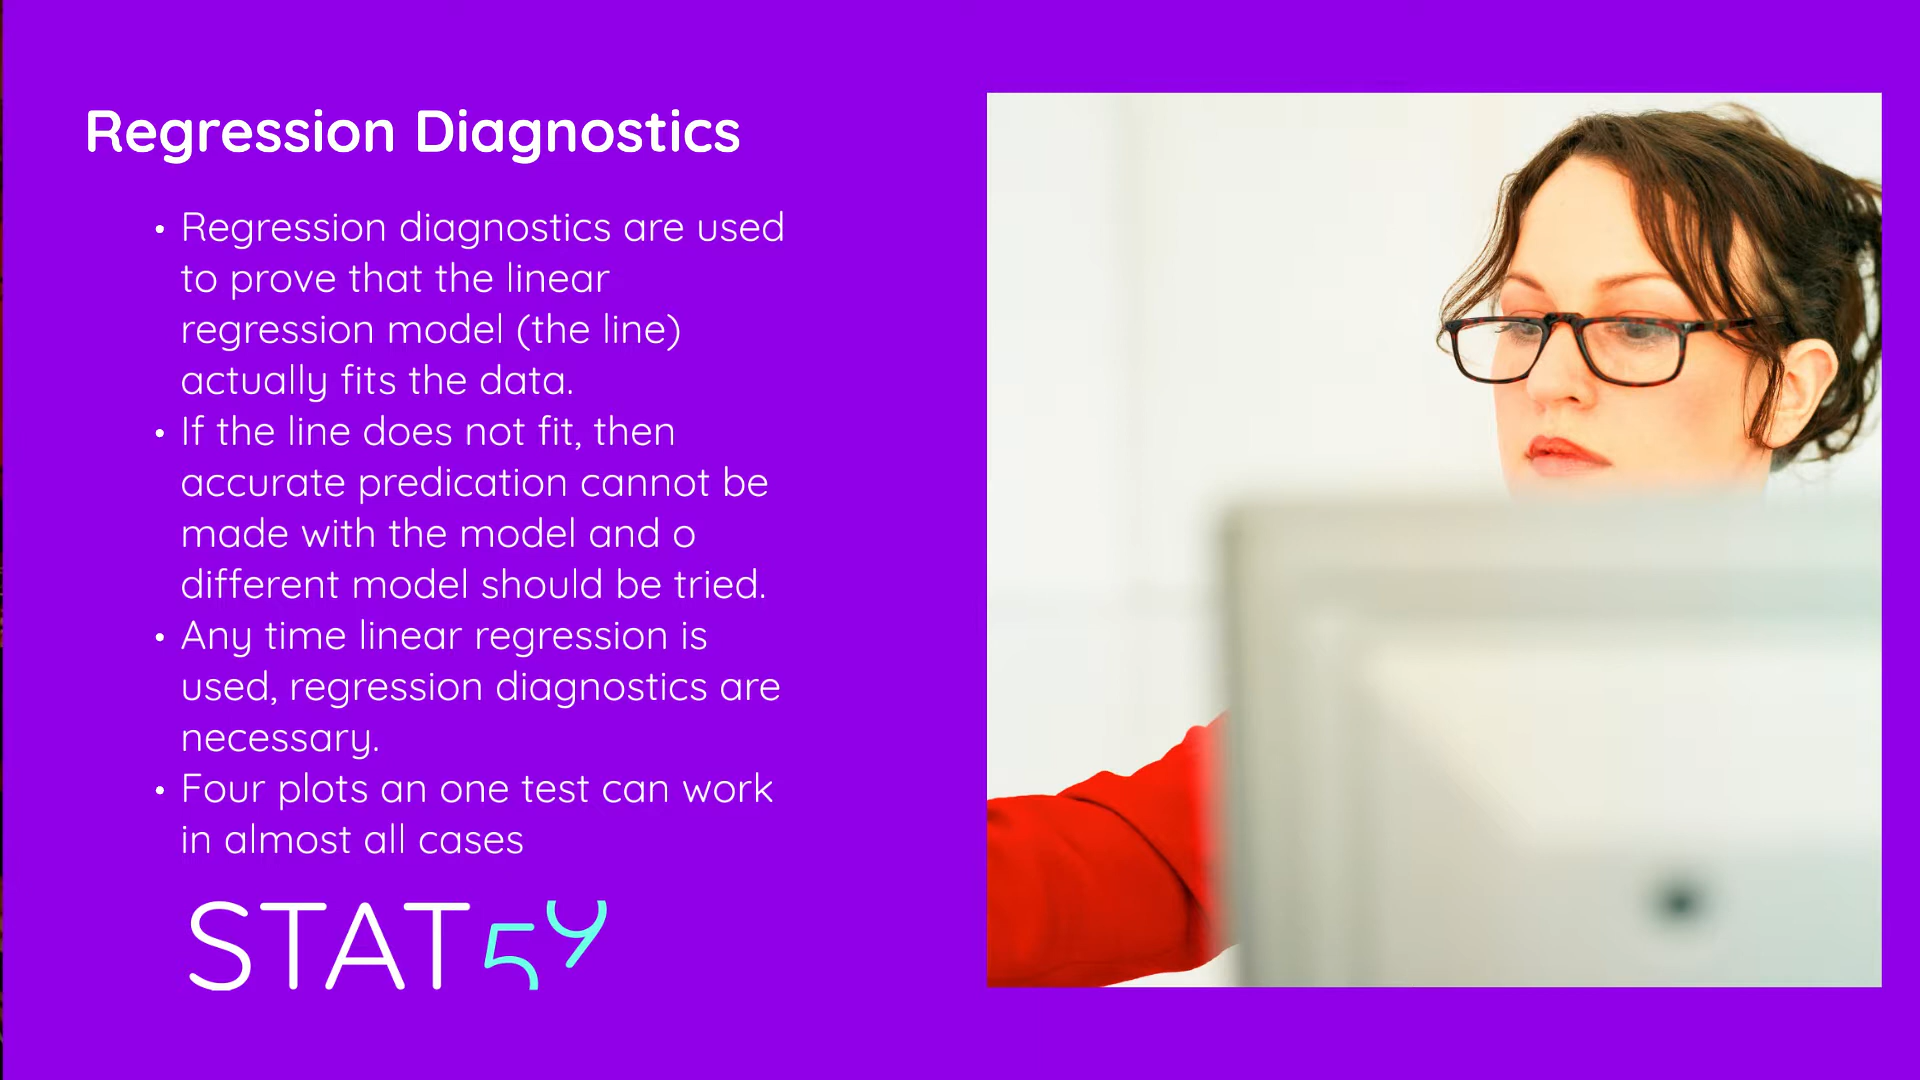 Regression Diagnostics
• Regression diagnostics are used
to prove that the linear
regression model (the line)
actually fits the data.
• If the line does not fit, then
accurate predication cannot be
made with the model and o
different model should be tried.
• Any time linear regression is
used, regression diagnostics are
necessary.
• Four plots an one test can work
in almost all cases
STAT59